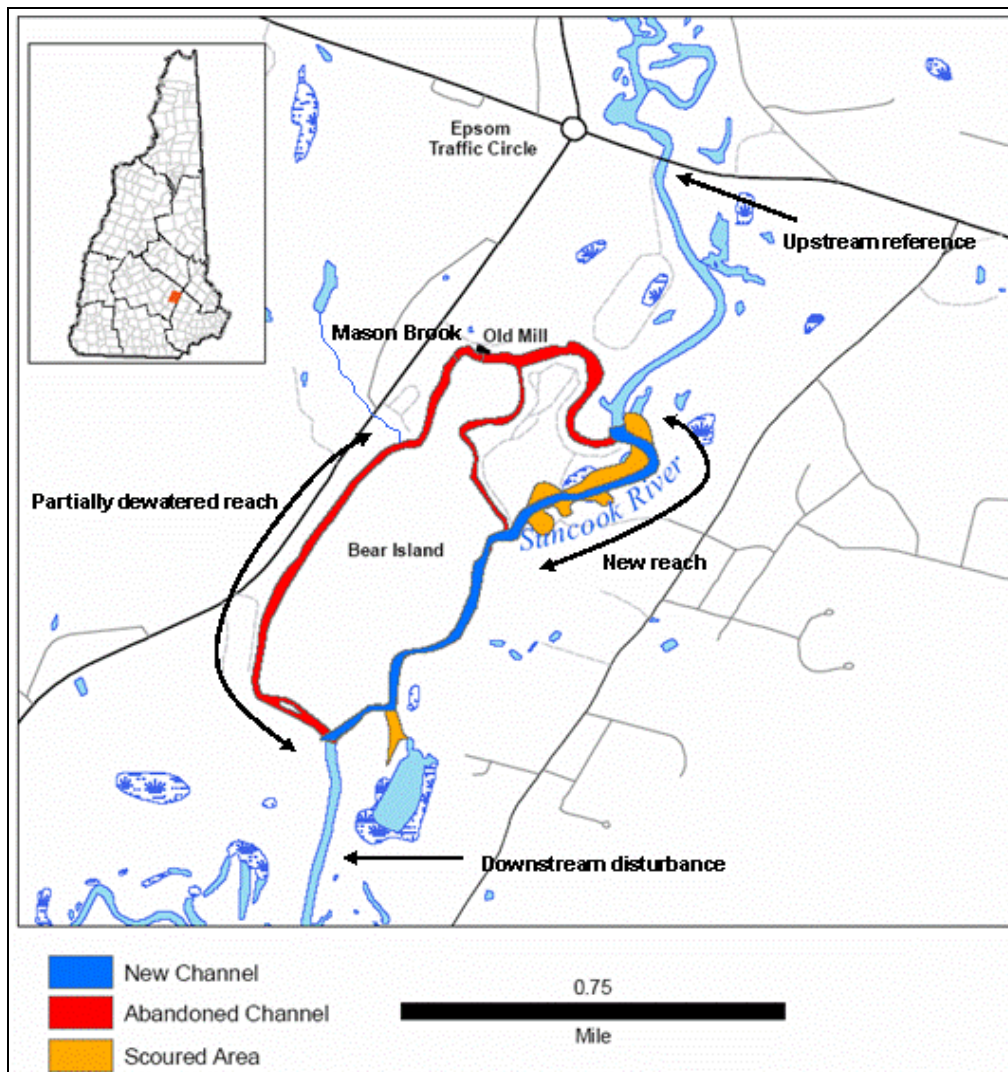 Epsom
Traffic Circle
Upstream reference
Mason Brook
Old Mill
Suncook River
Partially dewatered reach
Bear Island
New reach
Downstream disturbance
New Channel
Abandoned Channel
Scoured Area
0.75
Mile